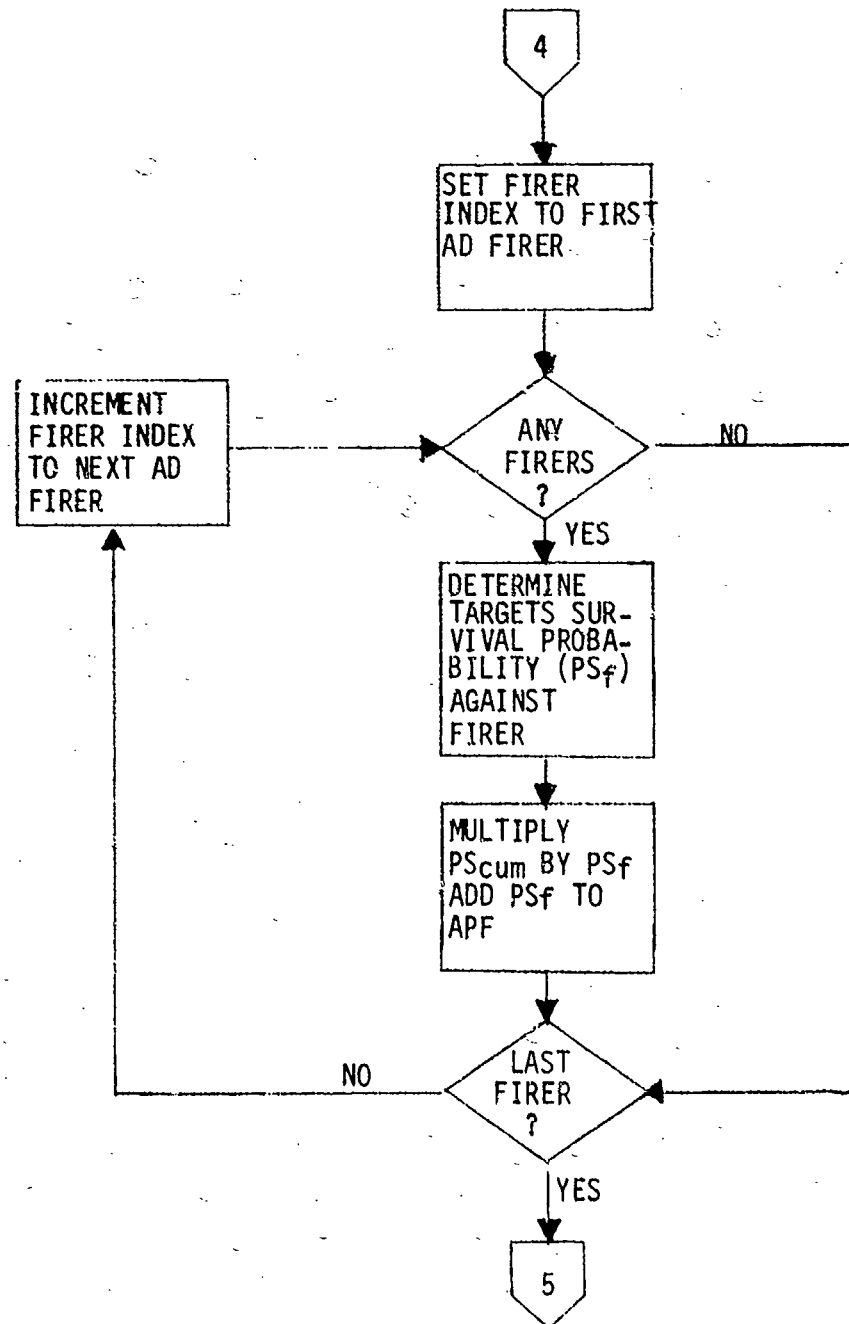 4
SET FIRER
INDEX TO FIRST
AD FIRER
INCREMENT
FIRER INDEX
TO NEXT AD
FIRER
ANY
FIRERS
?
NO
YES
DETERMINE
TARGETS SUR-
VIVAL PROBA-
BILITY (PSf)
AGAINST
FIRER
MULTIPLY
PScum BY PSf
ADD PSf TO
APF
NO
LAST
FIRER
?
YES
5